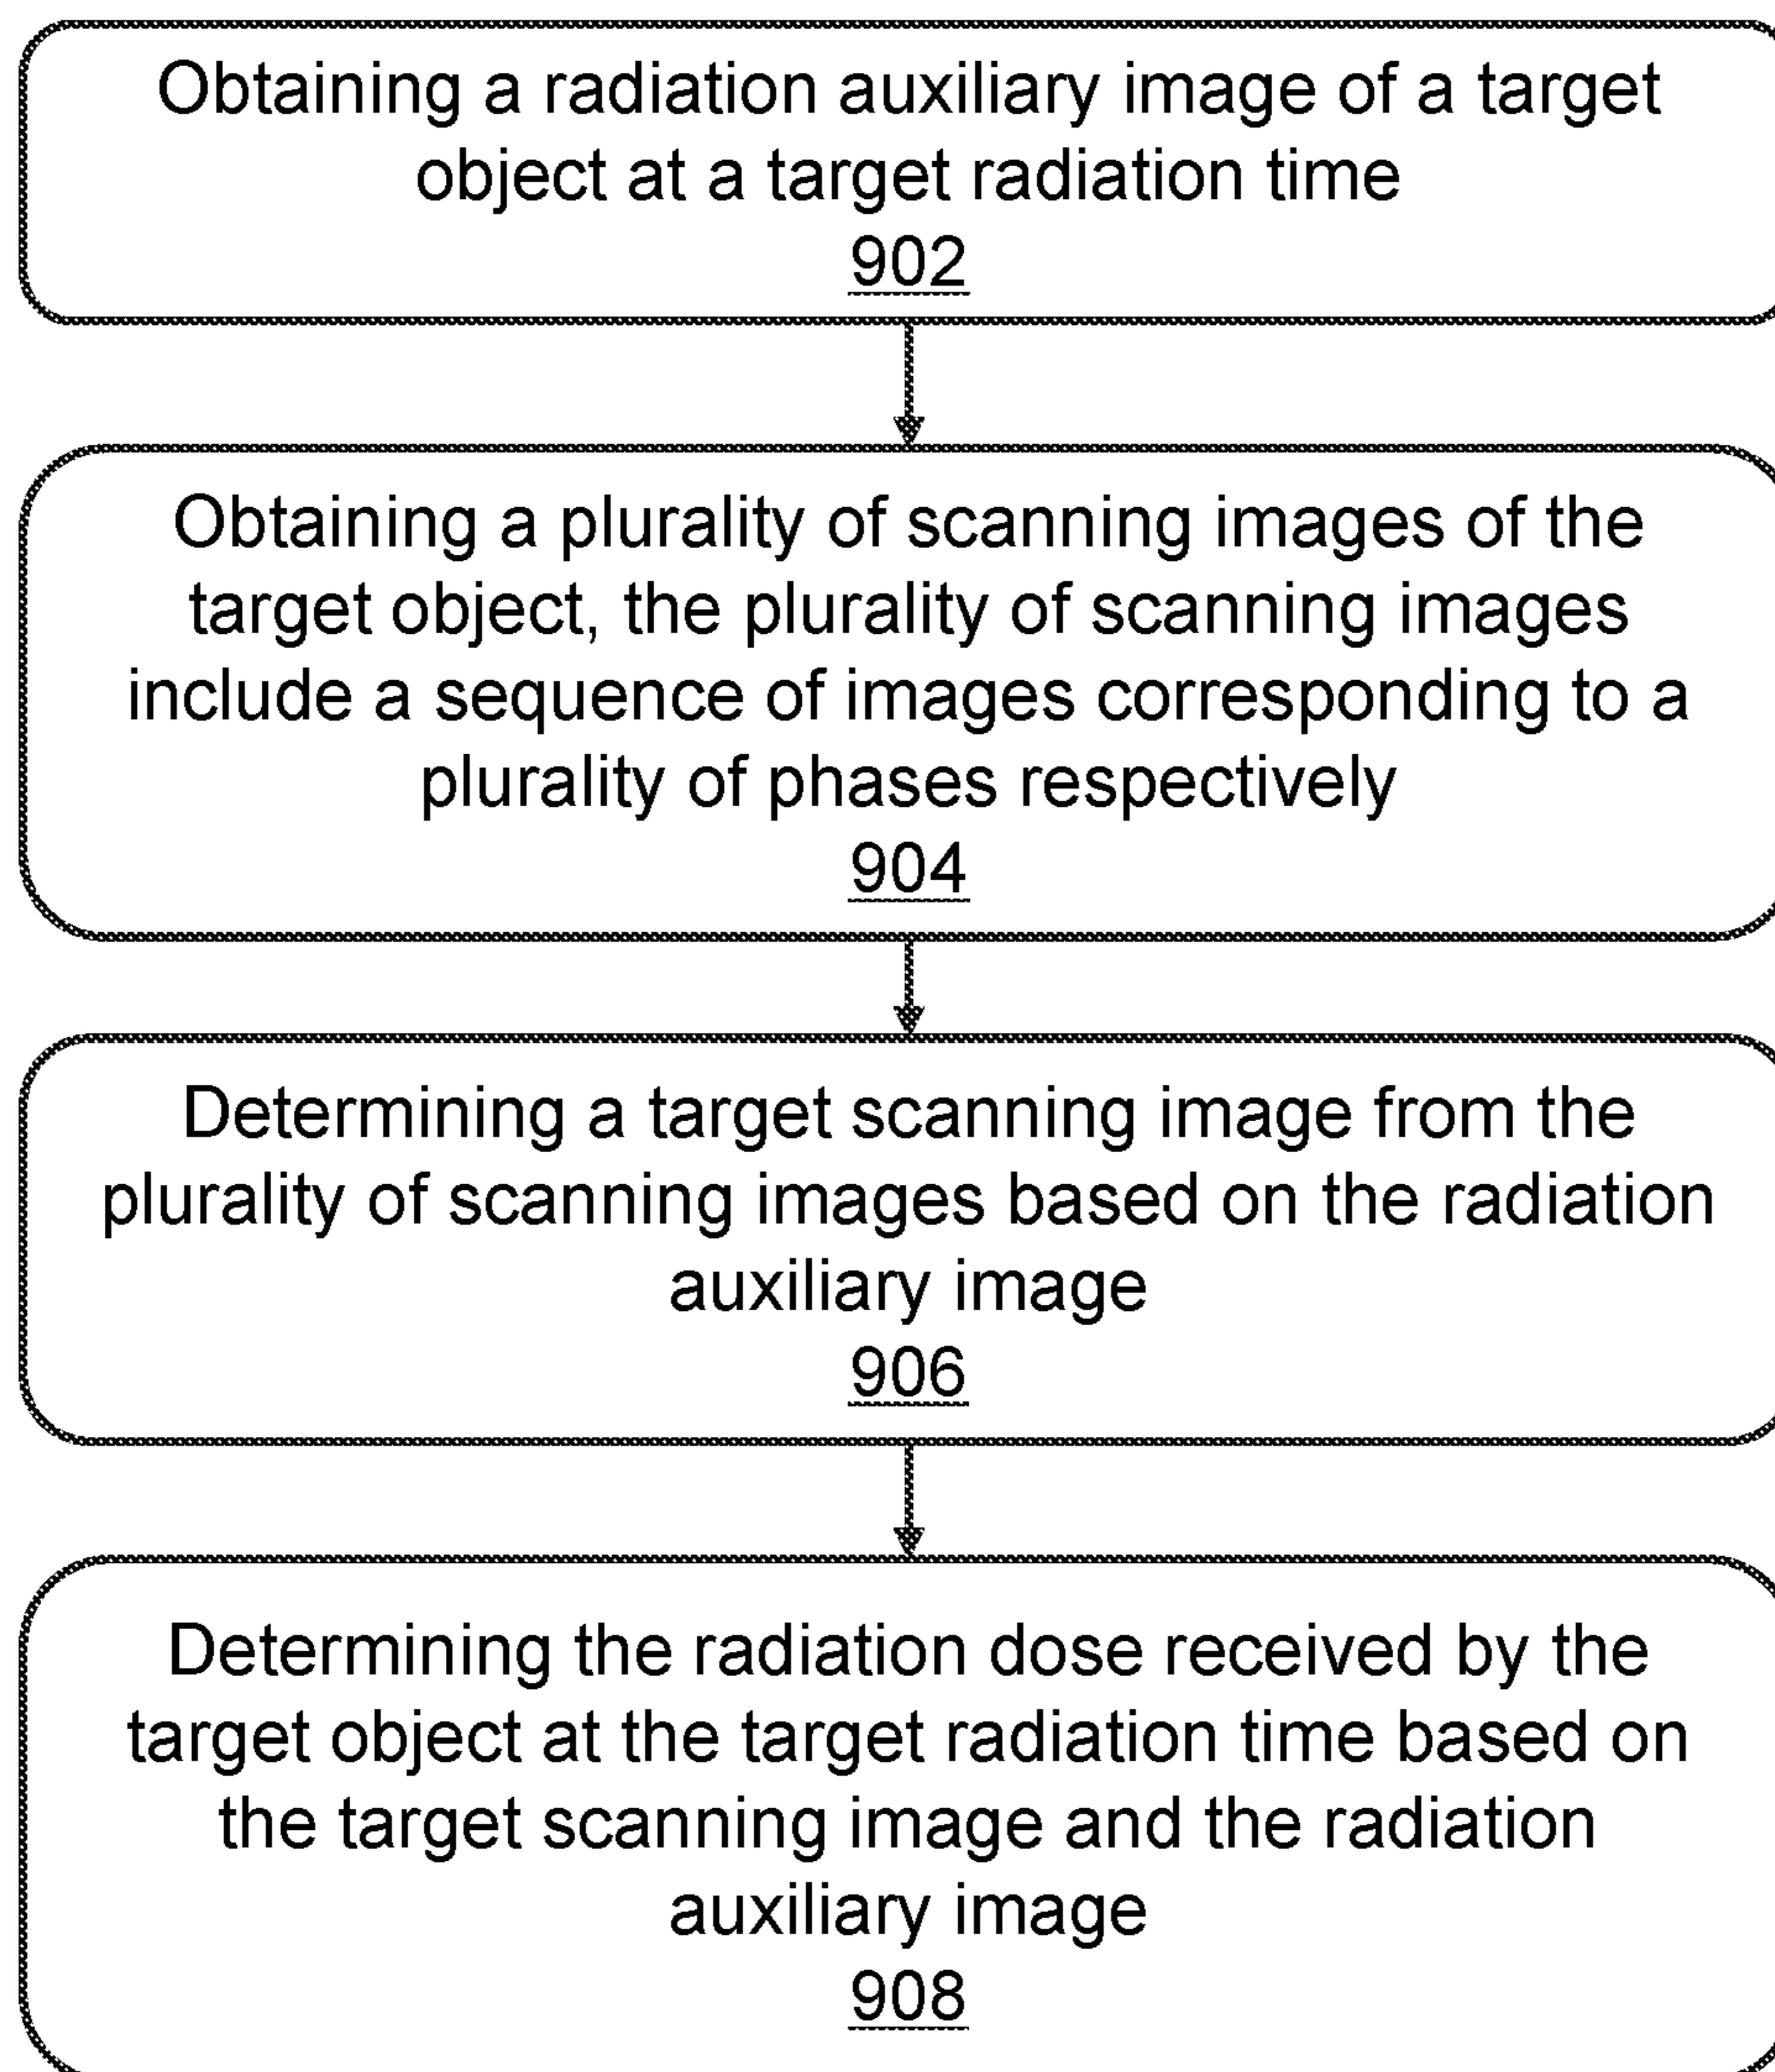 Obtaining a radiation auxiliary image of a target
object at a target radiation time
902
Obtaining a plurality of scanning images of the
target object, the plurality of scanning images
include a sequence of images corresponding to a
plurality of phases respectively
904
Determining a target scanning image from the
plurality of scanning images based on the radiation
auxiliary image
906
Determining the radiation dose received by the
target object at the target radiation time based on
the target scanning image and the radiation
auxiliary image
908